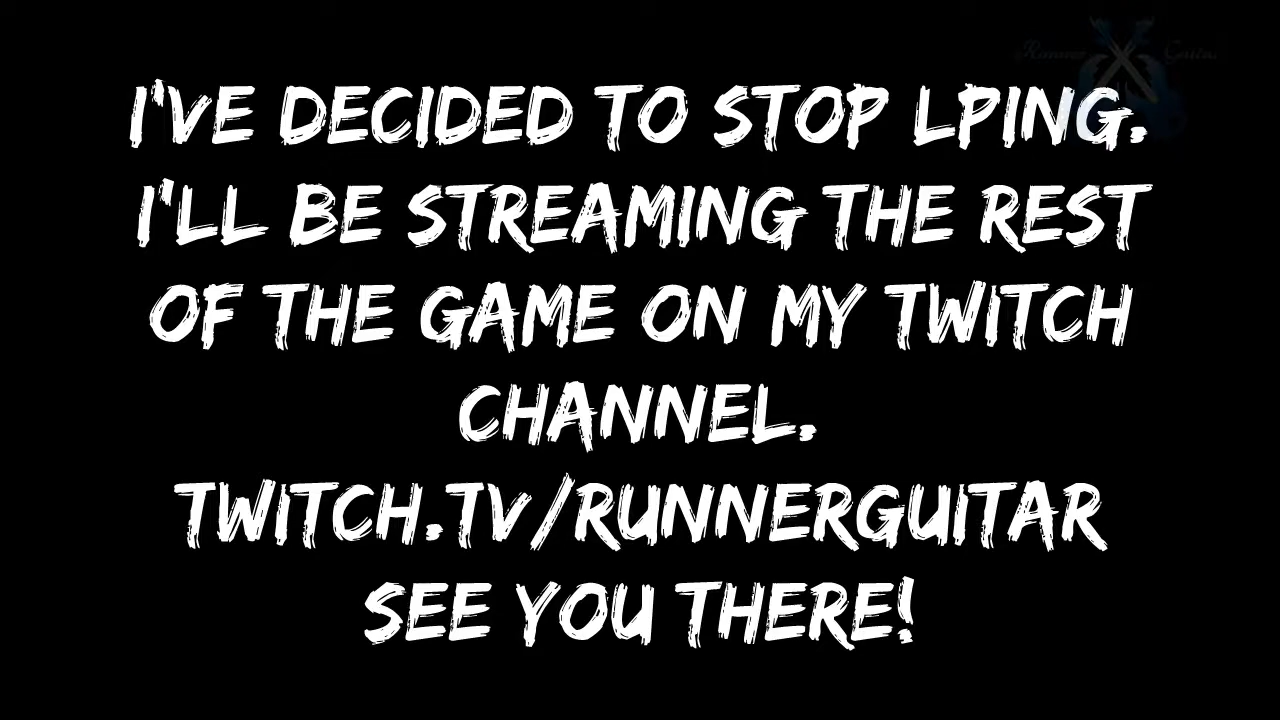 I'VE DECIDED TO STOP LPING.
I'LL BE STREAMING THE REST
OF THE GAME ON MY TWITCH
CHANNEL.
TWITCH.TV/RUNNERGUITAR
SEE YOU THERE!